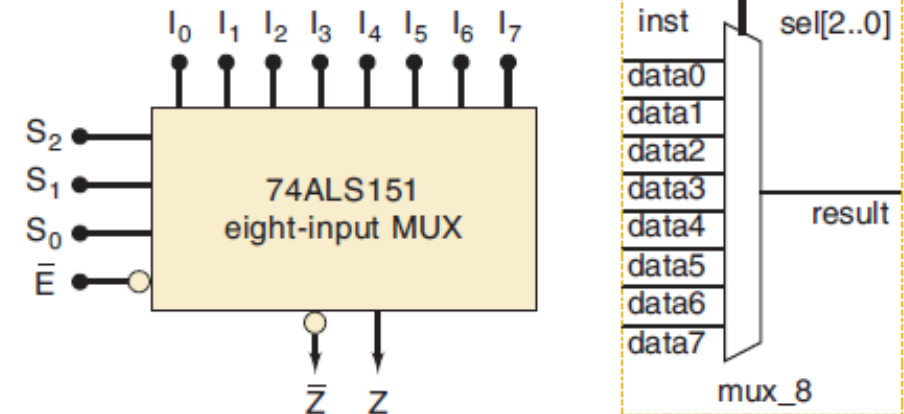 I₀ I₁ I₂ I₃ I₄ I₅ I₆ I₇
S₂
S₁
S₀
E̅
74ALS151
eight-input MUX
Z̅ Z
inst sel[2..0]
data0
data1
data2
data3
data4
data5
data6
data7
result
mux_8